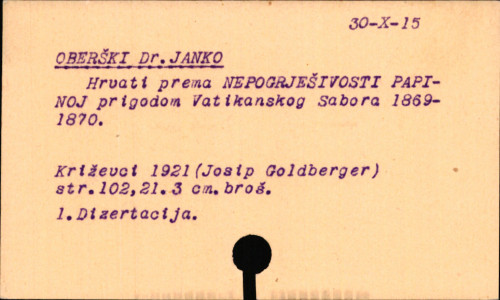 30-X-15
OBERŠKI Dr.JANKO
Hrvati prema NEPOGRJEŠIVOSTI PAPI-
NOJ prigodom Vatikanskog Sabora 1869-
1870.
Križevci 1921(Josip Goldberger)
str.102,21.3 cm.broš.
1.Dizertacija.